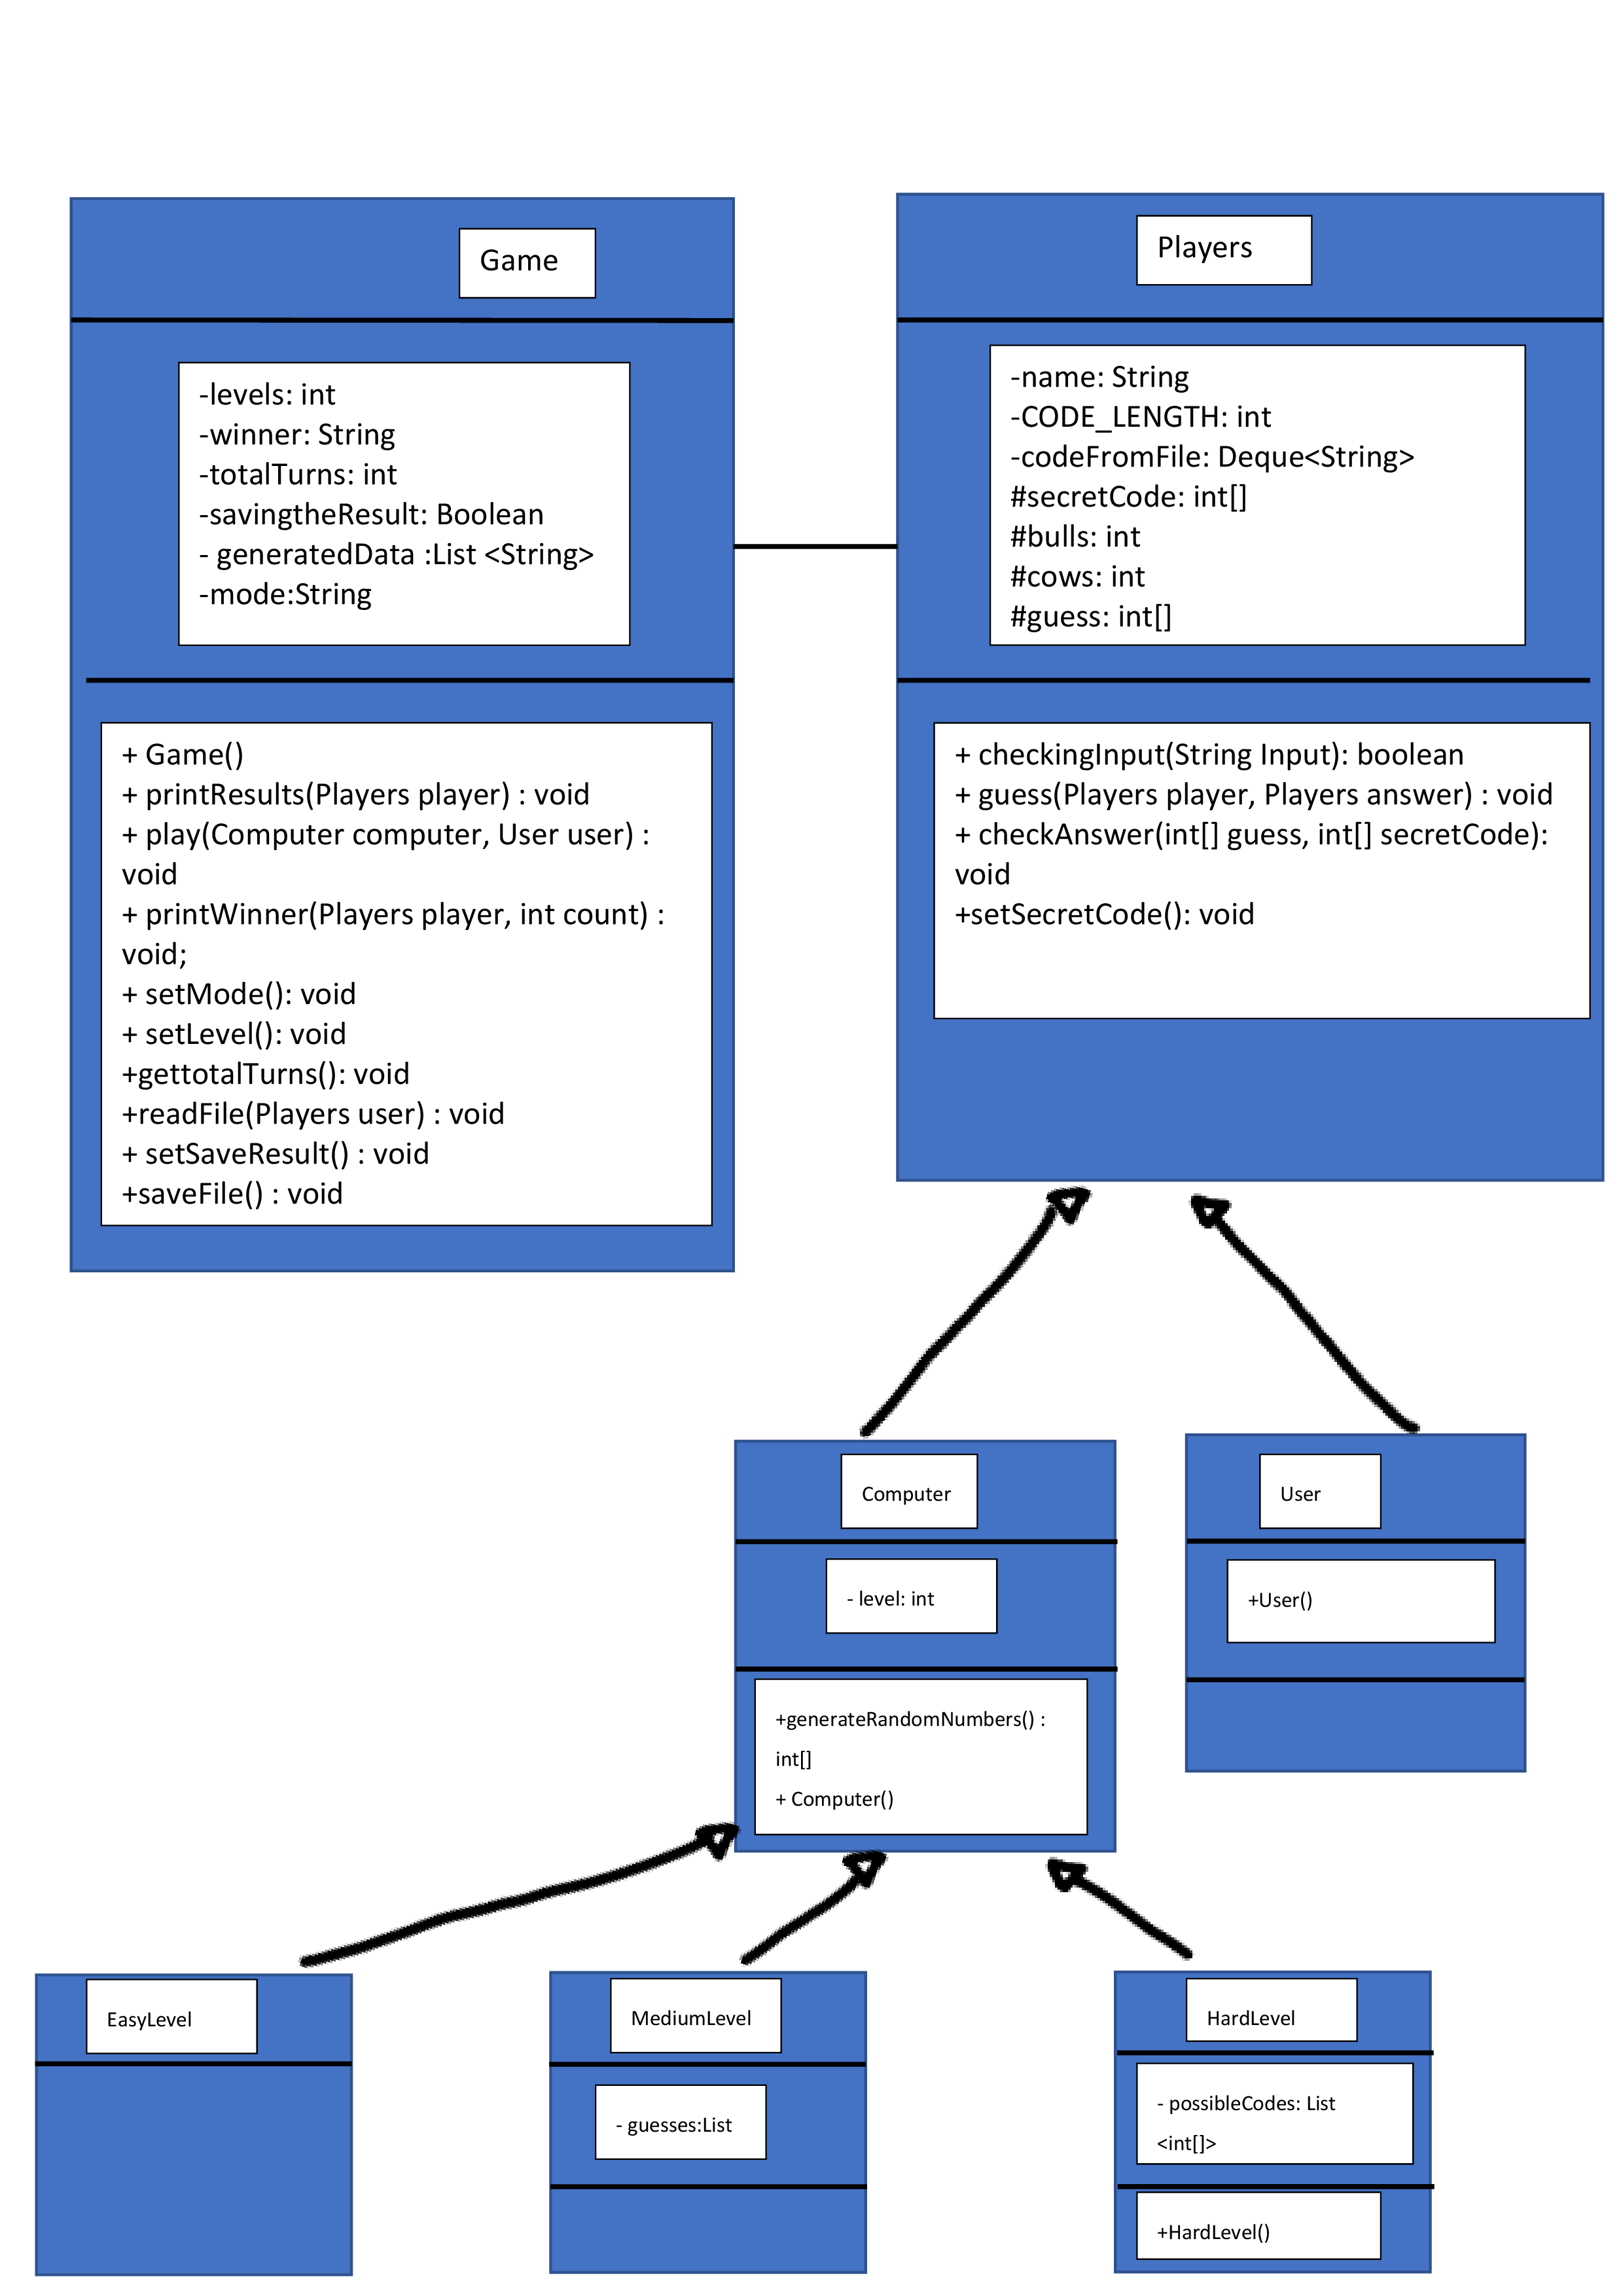 Game
-levels: int
-winner: String
-totalTurns: int
-savingtheResult: Boolean
- generatedData :List <String>
-mode:String
+ Game()
+ printResults(Players player) : void
+ play(Computer computer, User user) :
void
+ printWinner(Players player, int count) :
void;
+ setMode(): void
+ setLevel(): void
+gettotalTurns(): void
+readFile(Players user) : void
+ setSaveResult() : void
+saveFile() : void
Players
-name: String
-CODE_LENGTH: int
-codeFromFile: Deque<String>
#secretCode: int[]
#bulls: int
#cows: int
#guess: int[]
+ checkingInput(String Input): boolean
+ guess(Players player, Players answer) : void
+ checkAnswer(int[] guess, int[] secretCode):
void
+setSecretCode(): void
Computer
- level: int
+generateRandomNumbers() :
int[]
+ Computer()
User
+User()
EasyLevel
MediumLevel
- guesses:List
HardLevel
- possibleCodes: List
<int[]>
+HardLevel()